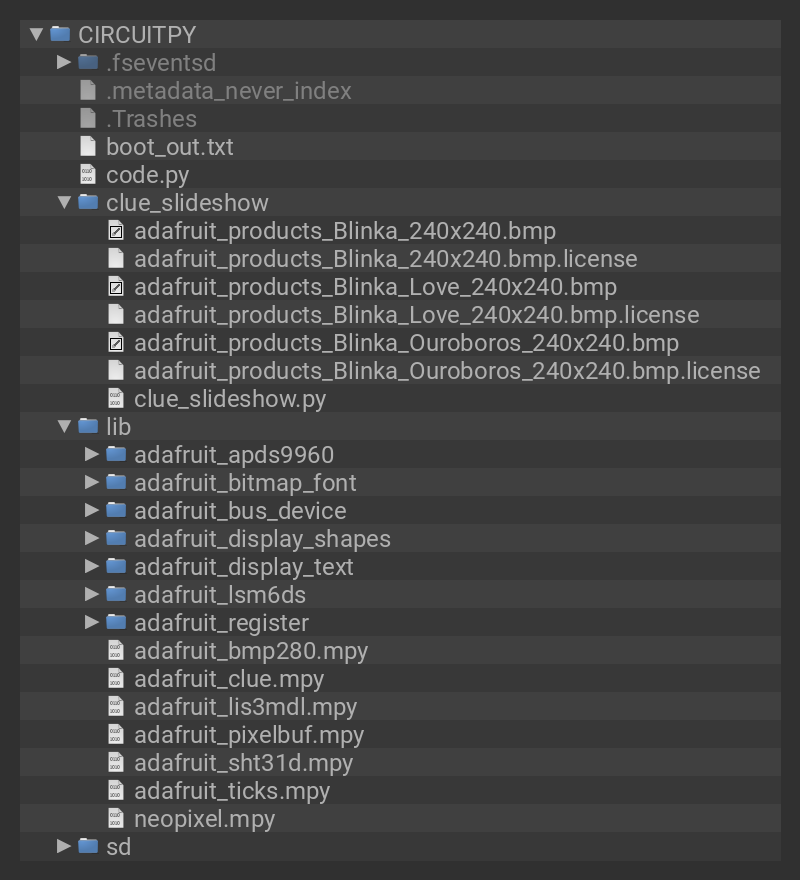 CIRCUITPY
.fseventsd
.metadata_never_index
.Trashes
boot_out.txt
code.py
clue_slideshow
adafruit_products_Blinka_240x240.bmp
adafruit_products_Blinka_240x240.bmp.license
adafruit_products_Blinka_Love_240x240.bmp
adafruit_products_Blinka_Love_240x240.bmp.license
adafruit_products_Blinka_Ouroboros_240x240.bmp
adafruit_products_Blinka_Ouroboros_240x240.bmp.license
clue_slideshow.py
lib
adafruit_apds9960
adafruit_bitmap_font
adafruit_bus_device
adafruit_display_shapes
adafruit_display_text
adafruit_lsm6ds
adafruit_register
adafruit_bmp280.mpy
adafruit_clue.mpy
adafruit_lis3mdl.mpy
adafruit_pixelbuf.mpy
adafruit_sht31d.mpy
adafruit_ticks.mpy
neopixel.mpy
sd